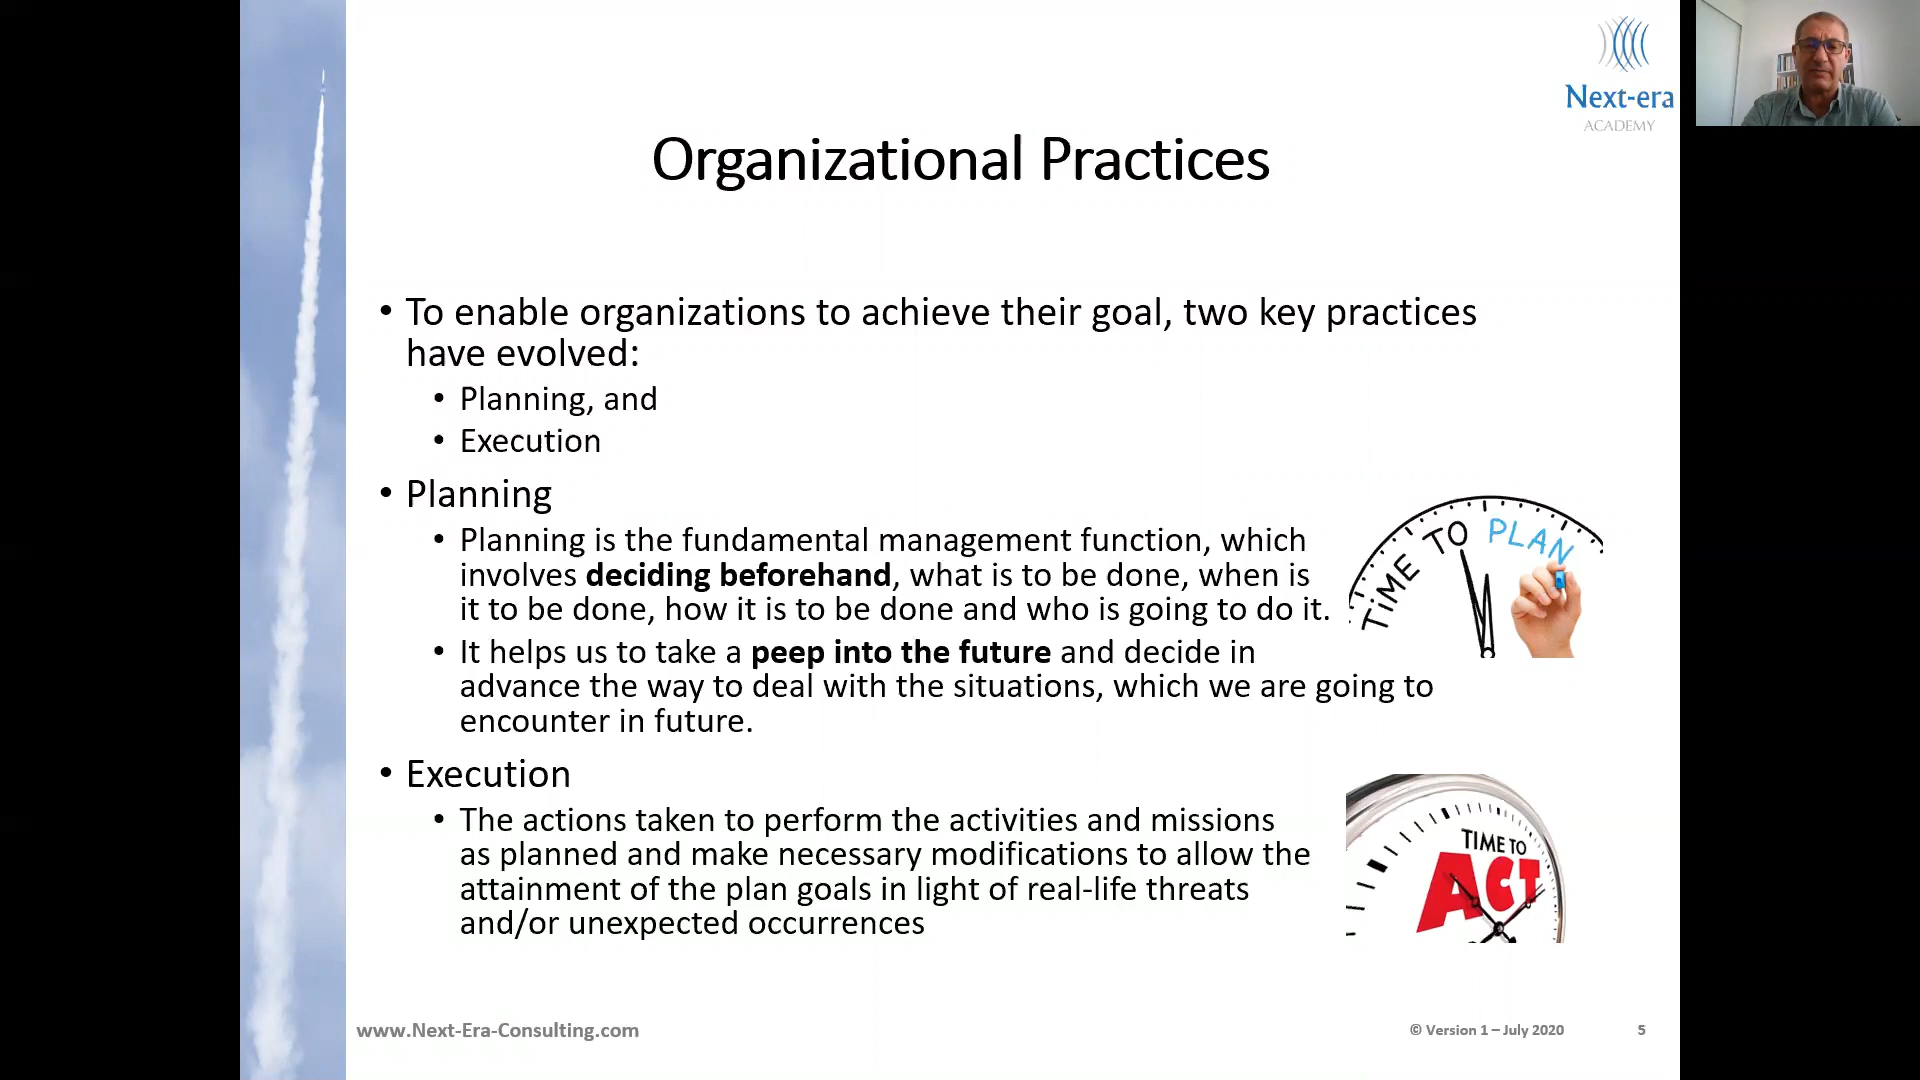 Next-era
ACADEMY
Organizational Practices
• To enable organizations to achieve their goal, two key practices
have evolved:
• Planning, and
• Execution
• Planning
• Planning is the fundamental management function, which
involves deciding beforehand, what is to be done, when is
it to be done, how it is to be done and who is going to do it.
• It helps us to take a peep into the future and decide in
advance the way to deal with the situations, which we are going to
encounter in future.
TiME TO PLAN
• Execution
• The actions taken to perform the activities and missions
as planned and make necessary modifications to allow the
attainment of the plan goals in light of real-life threats
and/or unexpected occurrences
TIME TO
ACT
www.Next-Era-Consulting.com
© Version 1 – July 2020
5